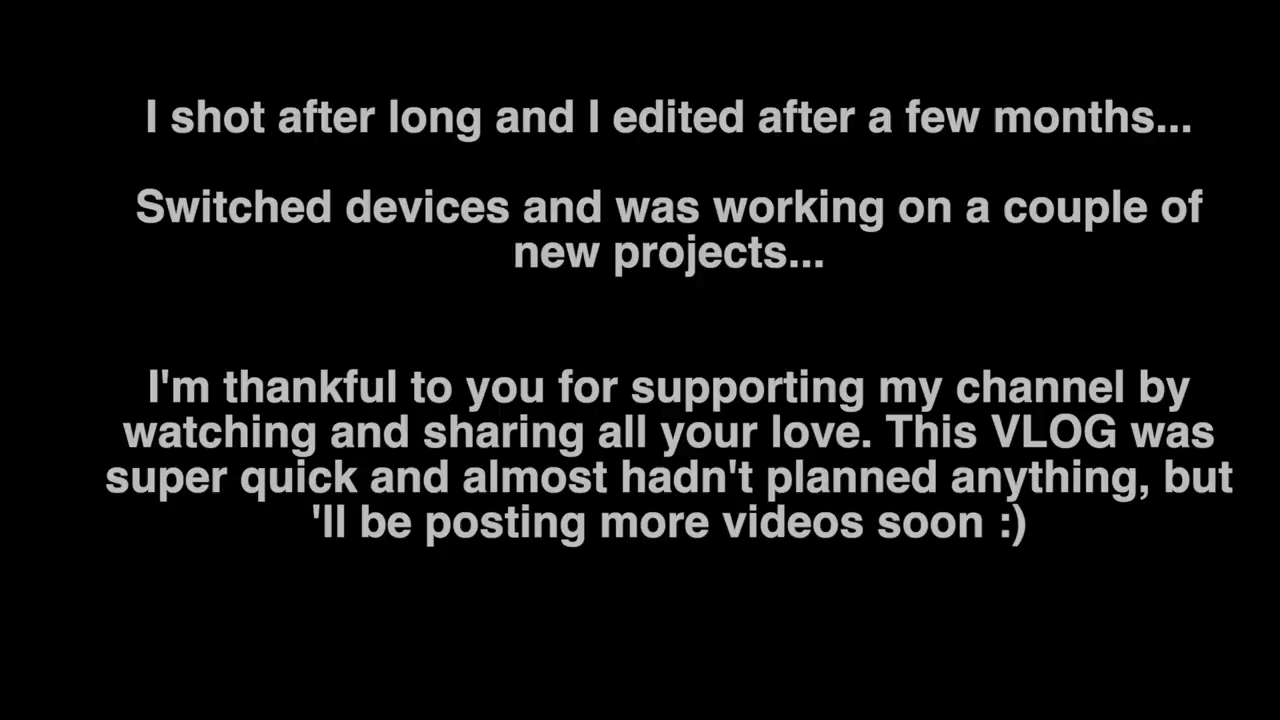 I shot after long and I edited after a few months...
Switched devices and was working on a couple of
new projects...
I'm thankful to you for supporting my channel by
watching and sharing all your love. This VLOG was
super quick and almost hadn't planned anything, but
'll be posting more videos soon :)